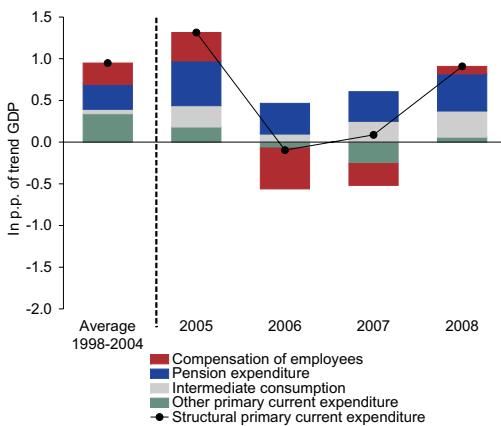 In p.p. of trend GDP
1.5
1.0
0.5
0.0
-0.5
-1.0
-1.5
-2.0
Average
1998-2004
2005
2006
2007
2008
Compensation of employees
Pension expenditure
Intermediate consumption
Other primary current expenditure
Structural primary current expenditure